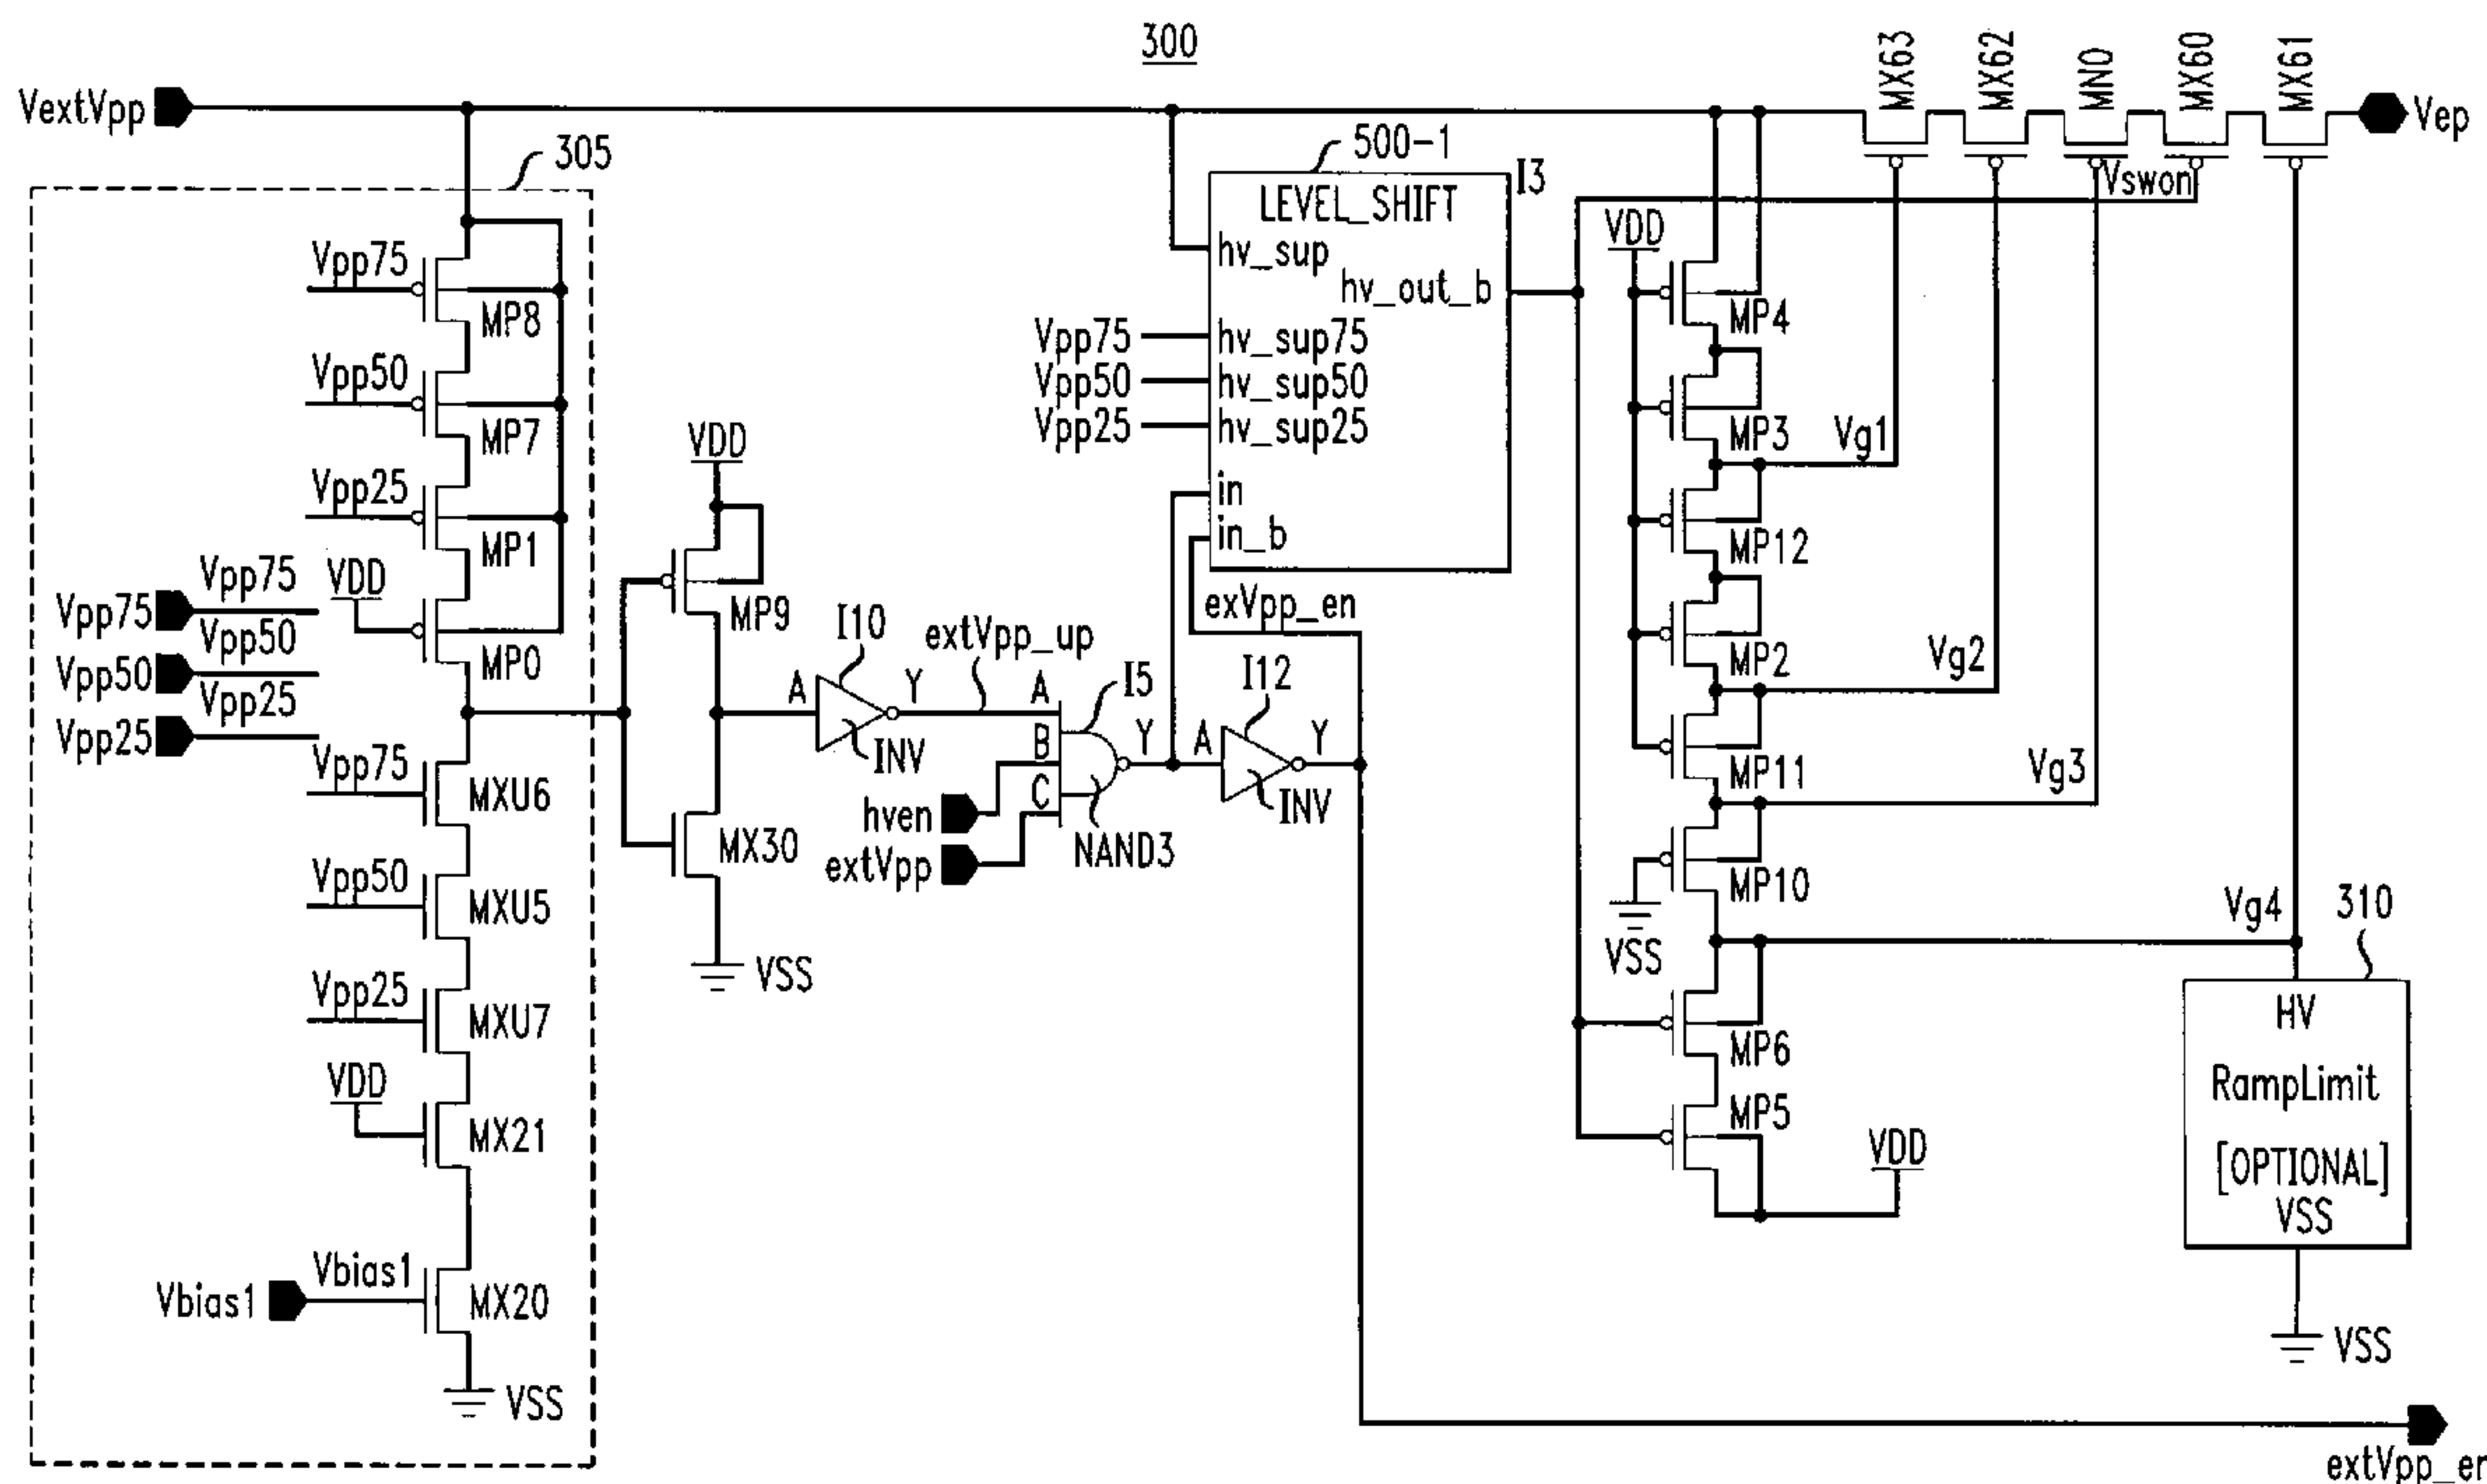 300
VextVpp
MX63
MX62
MN0
MX60
MX61
Vep
305
500-1
I3
LEVEL_SHIFT
hv_sup
hv_out_b
Vpp75
hv_sup75
Vpp50
hv_sup50
Vpp25
hv_sup25
in
in_b
exVpp_en
Vswon
VDD
MP4
MP3
Vg1
MP12
MP2
Vg2
MP11
Vg3
MP10
VSS
Vg4
310
MP6
MP5
VDD
HV
RampLimit
[OPTIONAL]
VSS
VSS
Vpp75
MP8
Vpp50
MP7
Vpp25
MP1
VDD
MP0
Vpp75
Vpp75
Vpp50
Vpp50
Vpp25
Vpp25
Vpp75
MXU6
Vpp50
MXU5
Vpp25
MXU7
VDD
MX21
Vbias1
Vbias1
MX20
VSS
VDD
MP9
MX30
VSS
I10
A
Y
INV
extVpp_up
I5
A
B
C
Y
hven
extVpp
NAND3
I12
A
Y
INV
extVpp_en